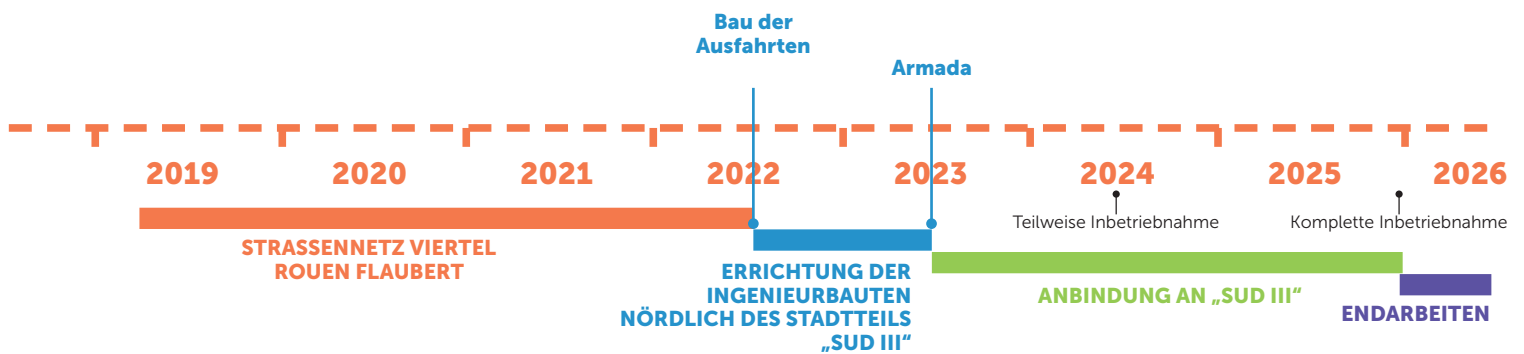 Bau der
Ausfahrten
Armada
2019 2020 2021 2022 2023 2024 2025 2026
Teilweise Inbetriebnahme
Komplette Inbetriebnahme
STRASSENNETZ VIERTEL
ROUEN FLAUBERT
ERRICHTUNG DER
INGENIEURBAUTEN
NÖRDLICH DES STADTTEILS
„SUD III“
ANBINDUNG AN „SUD III“
ENDARBEITEN